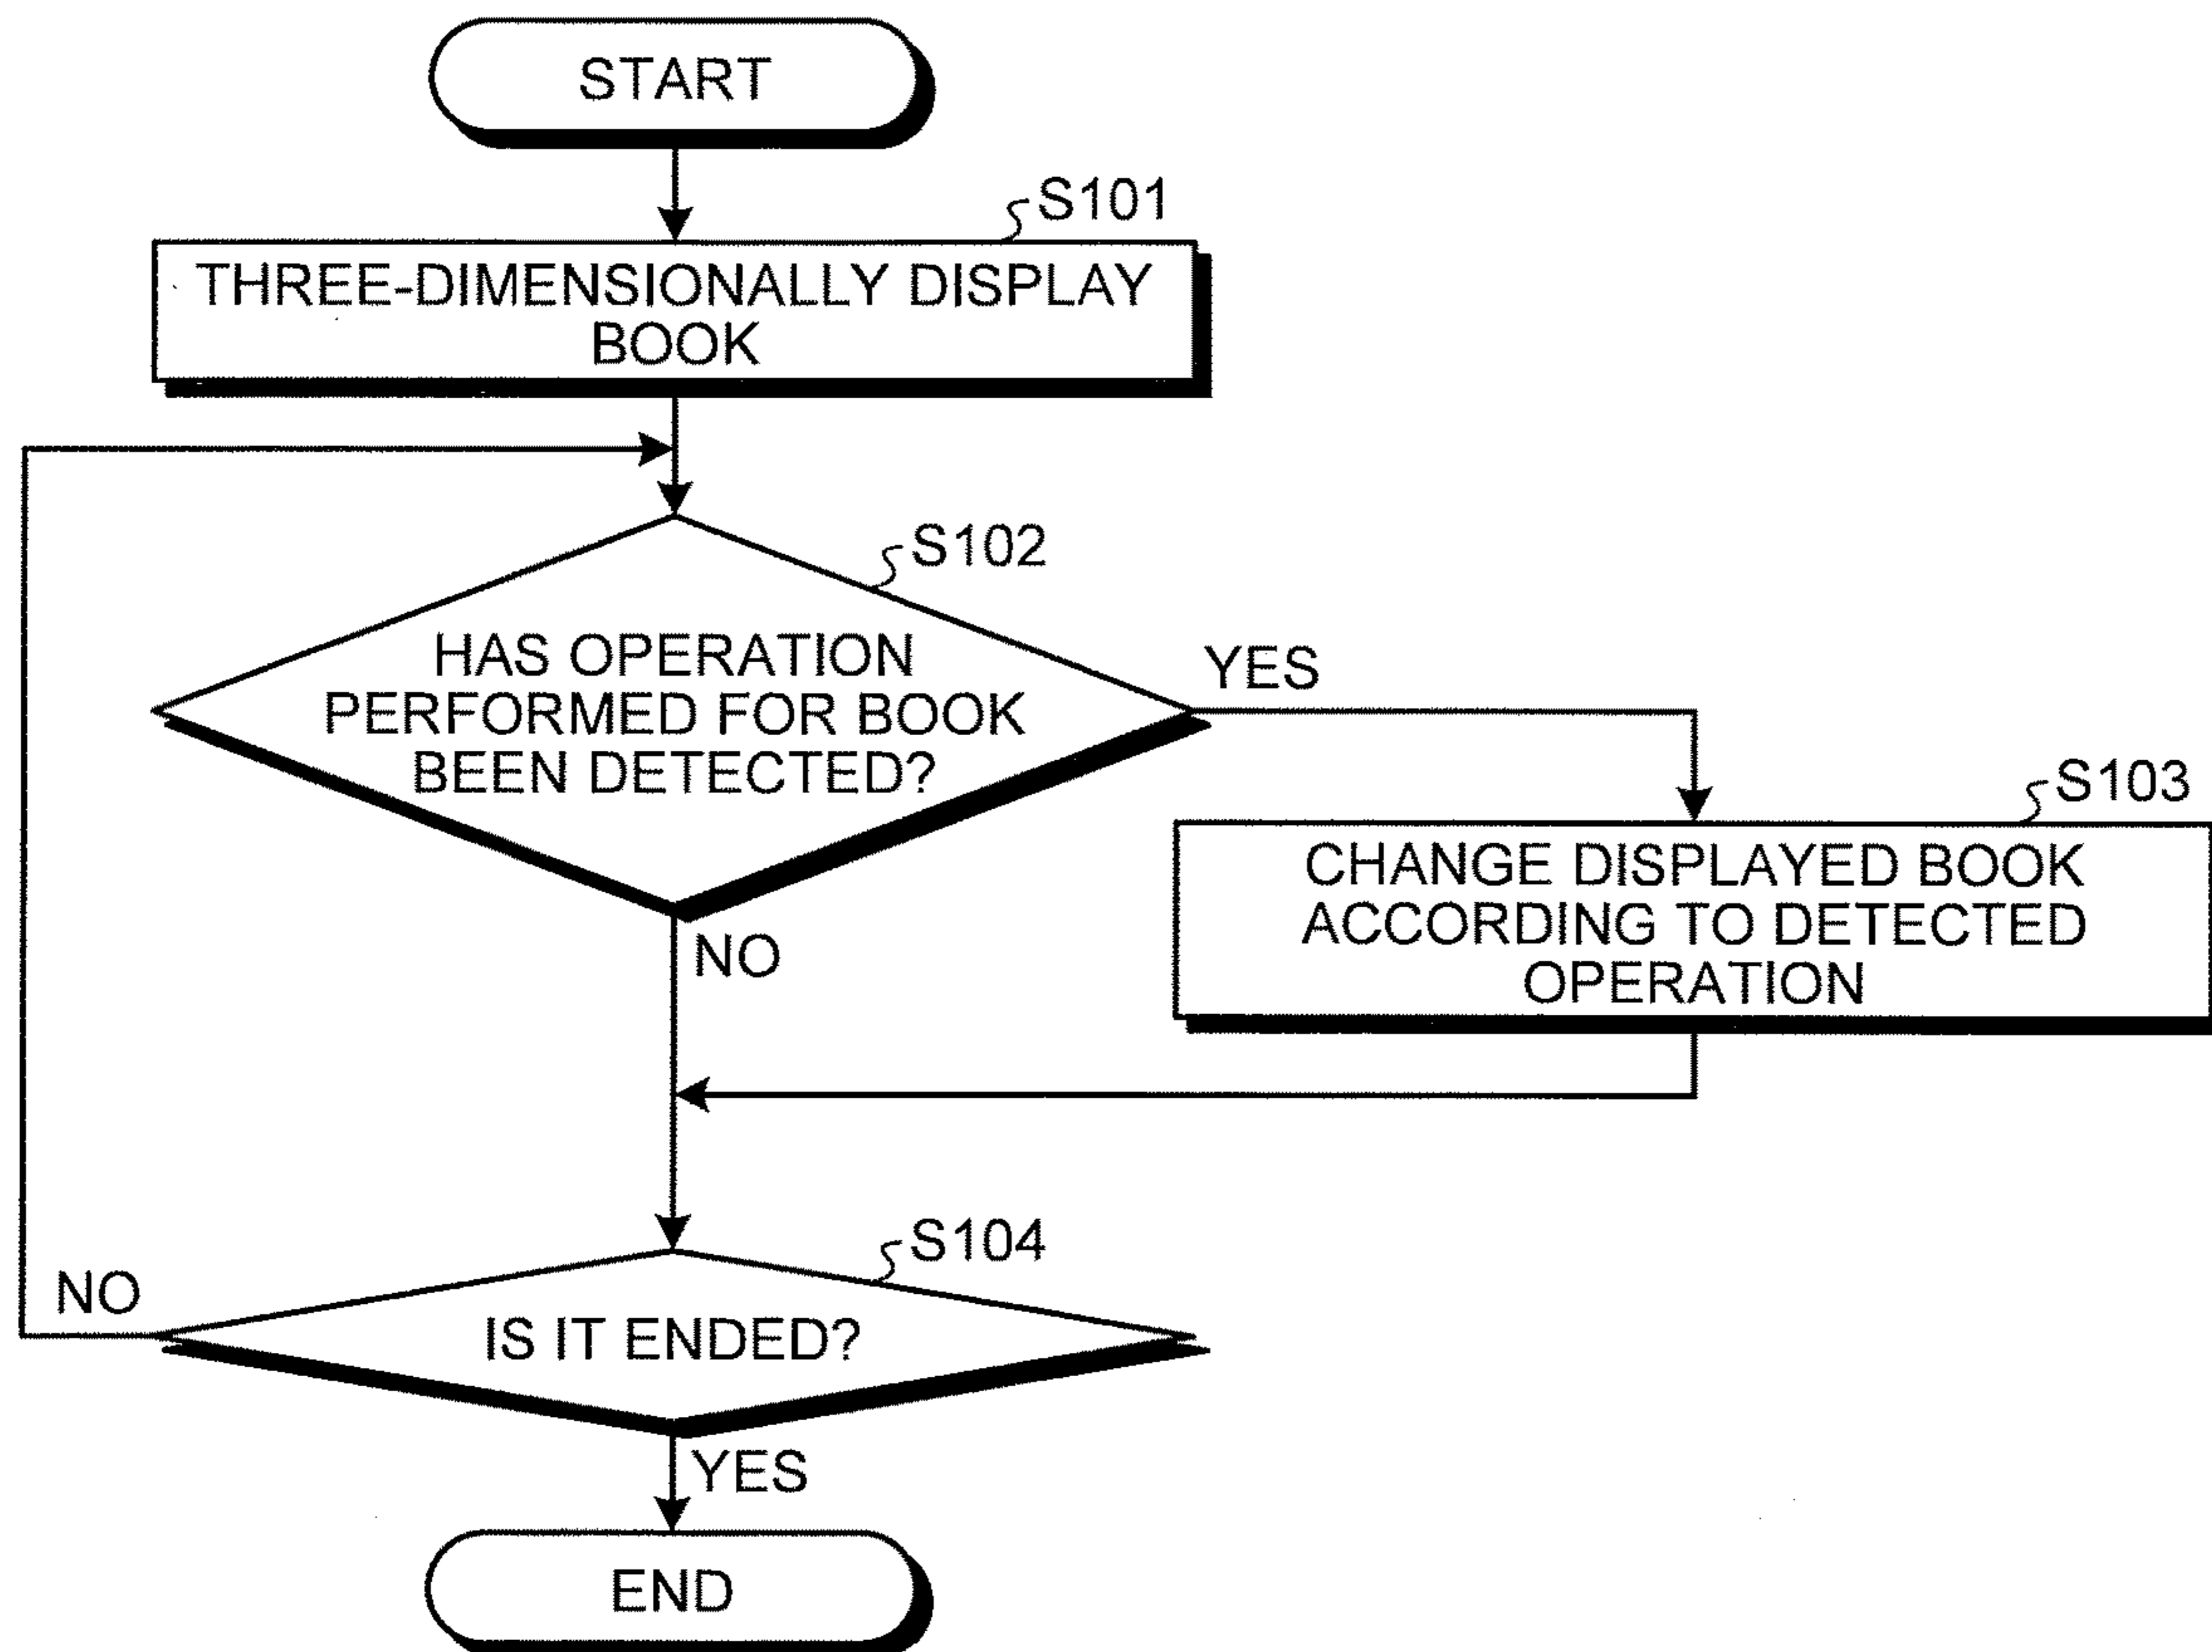 START
S101
THREE-DIMENSIONALLY DISPLAY
BOOK
S102
HAS OPERATION
PERFORMED FOR BOOK
BEEN DETECTED?
YES
NO
S103
CHANGE DISPLAYED BOOK
ACCORDING TO DETECTED
OPERATION
S104
IS IT ENDED?
NO
YES
END